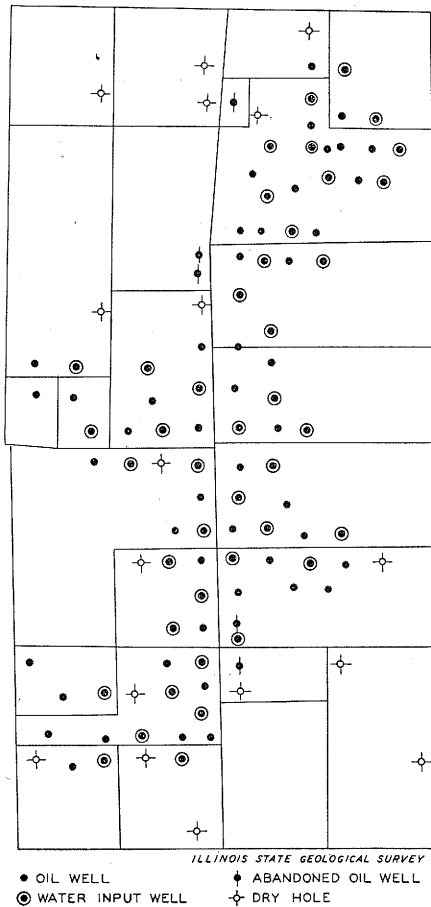 ILLINOIS STATE GEOLOGICAL SURVEY
OIL WELL
ABANDONED OIL WELL
WATER INPUT WELL
DRY HOLE